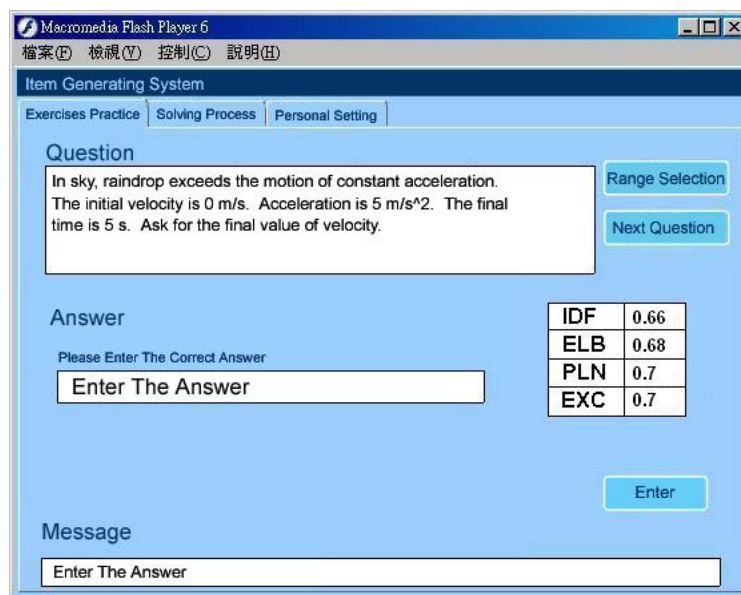 Macromedia Flash Player 6
檔案(F) 檢視(V) 控制(C) 說明(H)
Item Generating System
Exercises Practice Solving Process Personal Setting
Question
In sky, raindrop exceeds the motion of constant acceleration.
The initial velocity is 0 m/s. Acceleration is 5 m/s^2. The final
time is 5 s. Ask for the final value of velocity.
Range Selection
Next Question
Answer
Please Enter The Correct Answer
Enter The Answer
IDF 0.66
ELB 0.68
PLN 0.7
EXC 0.7
Enter
Message
Enter The Answer